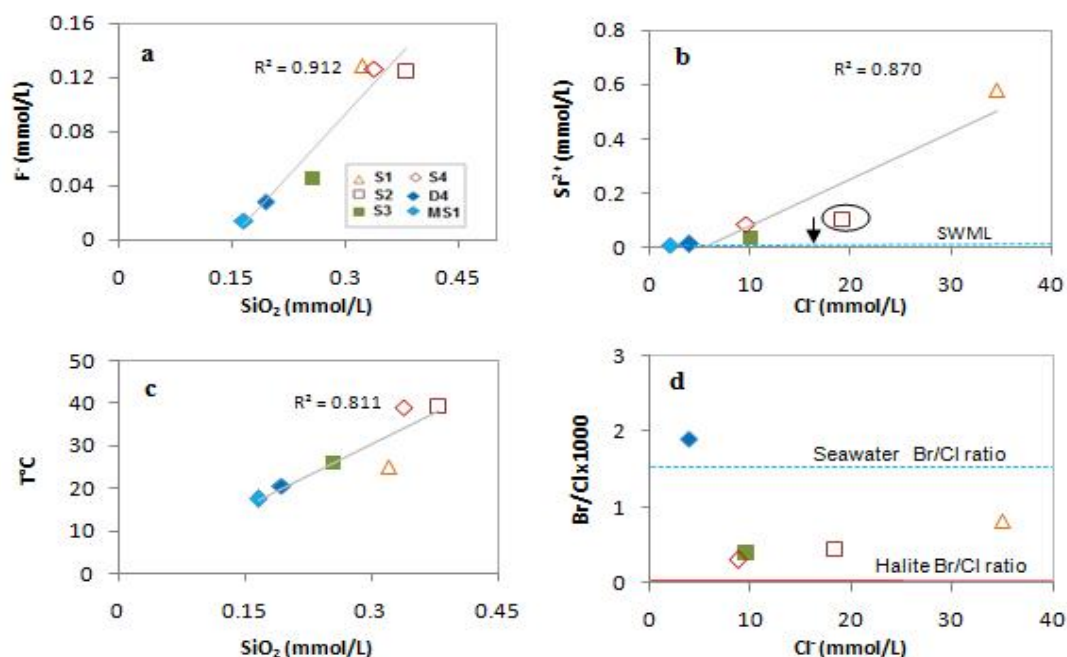 a
0.16
0.12
0.08
0.04
0
F⁻ (mmol/L)
R² = 0.912
S1 S4
S2 D4
S3 MS1
0 0.15 0.3 0.45
SiO₂ (mmol/L)
b
0.8
0.6
0.4
0.2
0
Sr²⁺ (mmol/L)
R² = 0.870
SWML
0 10 20 30 40
Cl⁻ (mmol/L)
c
50
40
30
20
10
0
T°C
R² = 0.811
0 0.15 0.3 0.45
SiO₂ (mmol/L)
d
3
2
1
0
Br/Clx1000
Seawater Br/Cl ratio
Halite Br/Cl ratio
0 10 20 30 40
Cl⁻ (mmol/L)